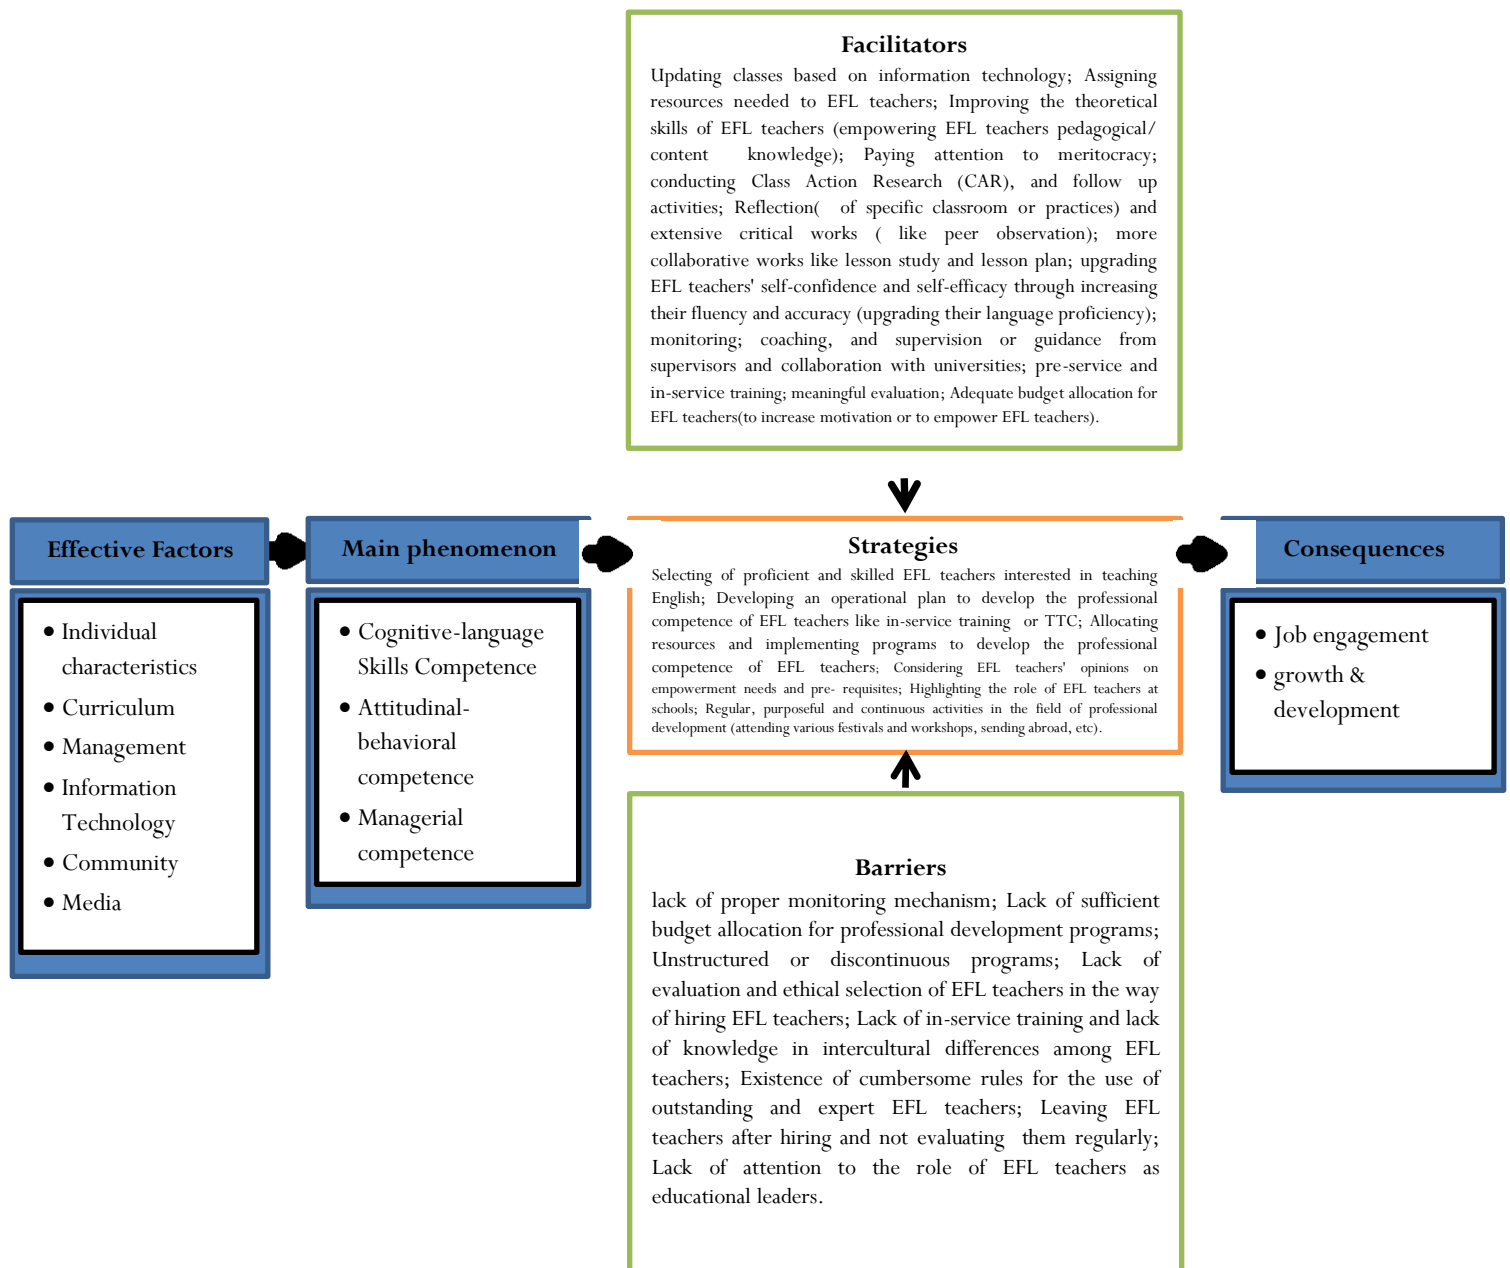 Facilitators
Updating classes based on information technology; Assigning
resources needed to EFL teachers; Improving the theoretical
skills of EFL teachers (empowering EFL teachers pedagogical/
content knowledge); Paying attention to meritocracy;
conducting Class Action Research (CAR), and follow up
activities; Reflection( of specific classroom or practices) and
extensive critical works ( like peer observation); more
collaborative works like lesson study and lesson plan; upgrading
EFL teachers' self-confidence and self-efficacy through increasing
their fluency and accuracy (upgrading their language proficiency);
monitoring; coaching, and supervision or guidance from
supervisors and collaboration with universities; pre-service and
in-service training; meaningful evaluation; Adequate budget allocation for
EFL teachers(to increase motivation or to empower EFL teachers).
Effective Factors
• Individual
characteristics
• Curriculum
• Management
• Information
Technology
• Community
• Media
Main phenomenon
• Cognitive-language
Skills Competence
• Attitudinal-
behavioral
competence
• Managerial
competence
Strategies
Selecting of proficient and skilled EFL teachers interested in teaching
English; Developing an operational plan to develop the professional
competence of EFL teachers like in-service training or TTC; Allocating
resources and implementing programs to develop the professional
competence of EFL teachers; Considering EFL teachers' opinions on
empowerment needs and pre- requisites; Highlighting the role of EFL teachers at
schools; Regular, purposeful and continuous activities in the field of professional
development (attending various festivals and workshops, sending abroad, etc).
Consequences
• Job engagement
• growth &
development
Barriers
lack of proper monitoring mechanism; Lack of sufficient
budget allocation for professional development programs;
Unstructured or discontinuous programs; Lack of
evaluation and ethical selection of EFL teachers in the way
of hiring EFL teachers; Lack of in-service training and lack
of knowledge in intercultural differences among EFL
teachers; Existence of cumbersome rules for the use of
outstanding and expert EFL teachers; Leaving EFL
teachers after hiring and not evaluating them regularly;
Lack of attention to the role of EFL teachers as
educational leaders.